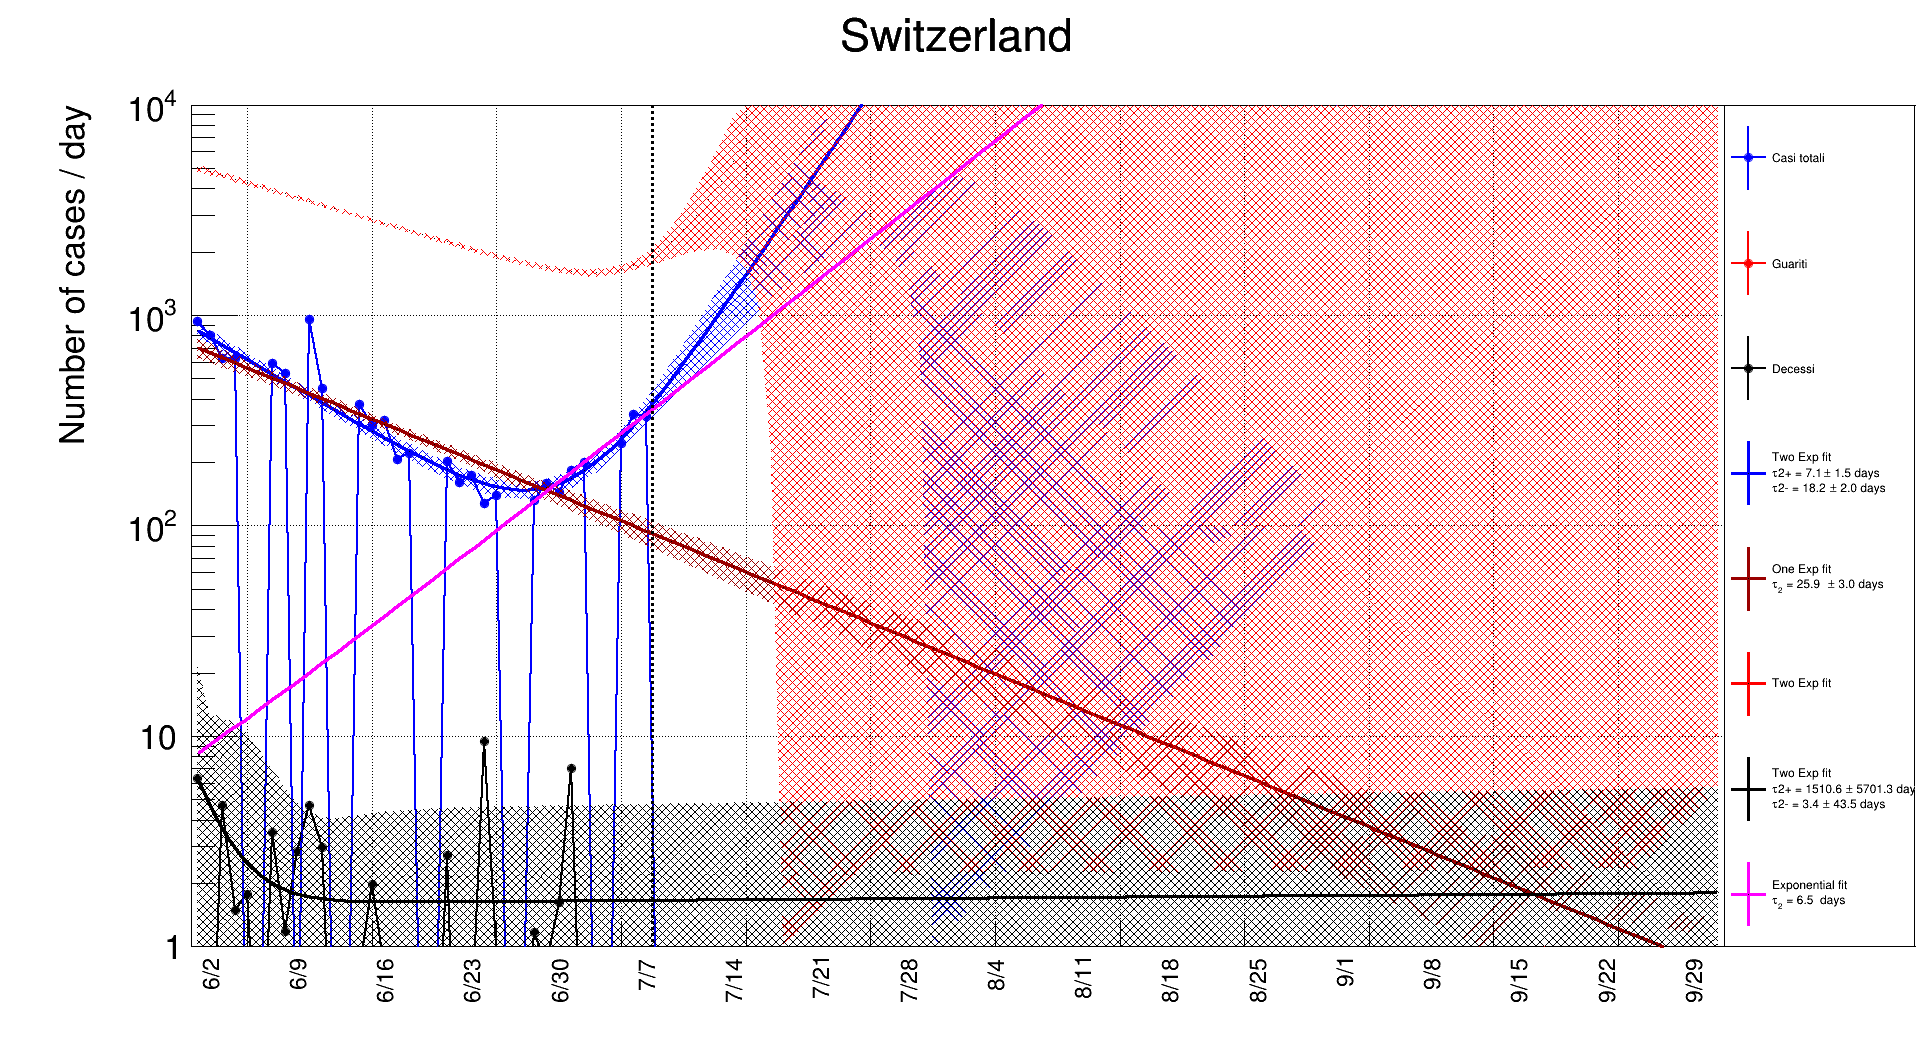 Switzerland
Number of cases / day
10^4
10^3
10^2
10
1
6/2
6/9
6/16
6/23
6/30
7/7
7/14
7/21
7/28
8/4
8/11
8/18
8/25
9/1
9/8
9/15
9/22
9/29
Casi totali
Guariti
Decessi
Two Exp fit
τ2+ = 7.1 ± 1.5 days
τ2- = 18.2 ± 2.0 days
One Exp fit
τ2 = 25.9 ± 3.0 days
Two Exp fit
Two Exp fit
τ2+ = 1510.6 ± 5701.3 day
τ2- = 3.4 ± 43.5 days
Exponential fit
τ2 = 6.5 days